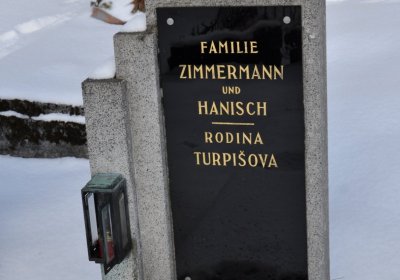 FAMILIE
ZIMMERMANN
UND
HANISCH
RODINA
TURPIŠOVA